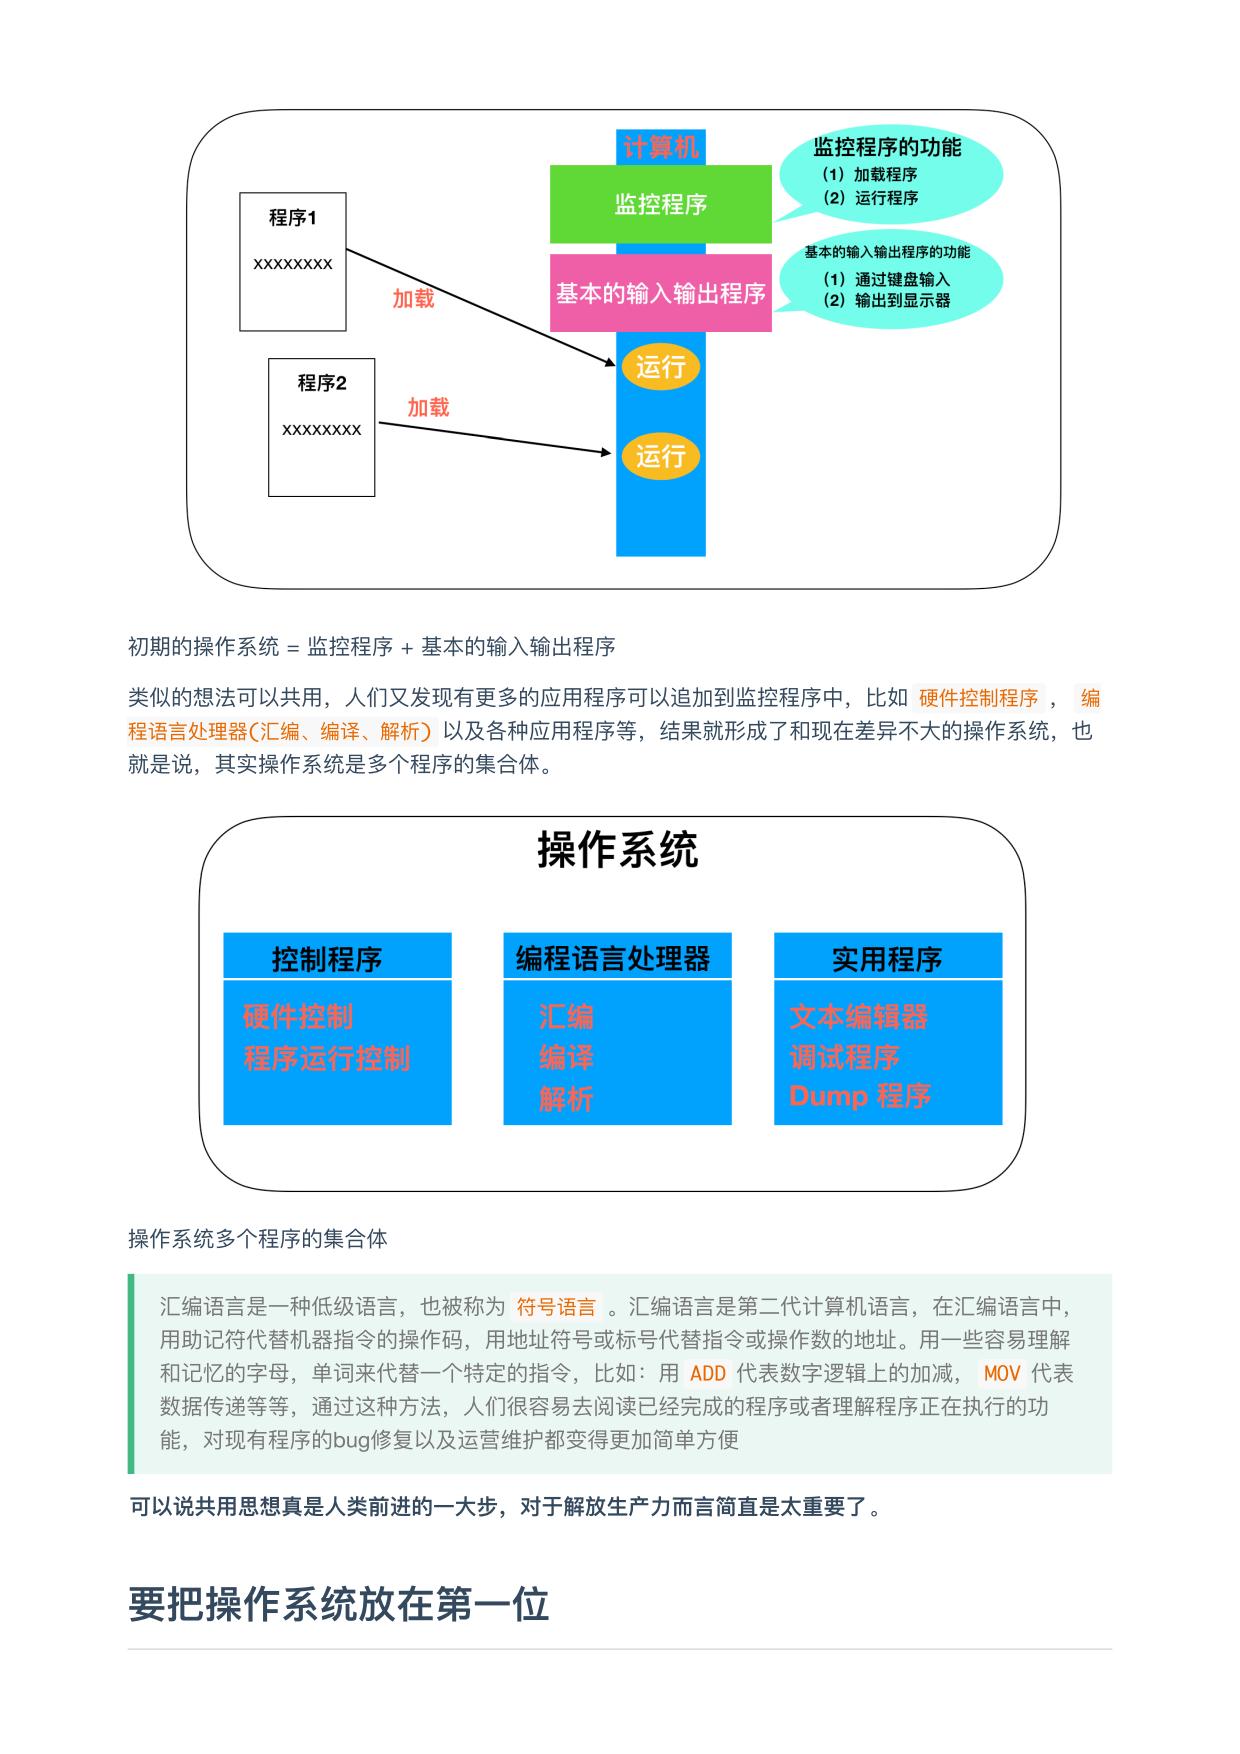 计算机
监控程序
监控程序的功能
（1）加载程序
（2）运行程序
程序1
xxxxxxxx
加载
基本的输入输出程序
基本的输入输出程序的功能
（1）通过键盘输入
（2）输出到显示器
运行
程序2
xxxxxxxx
加载
运行
初期的操作系统 = 监控程序 + 基本的输入输出程序
类似的想法可以共用，人们又发现有更多的应用程序可以追加到监控程序中，比如 硬件控制程序 ， 编
程语言处理器(汇编、编译、解析) 以及各种应用程序等，结果就形成了和现在差异不大的操作系统，也
就是说，其实操作系统是多个程序的集合体。
操作系统
控制程序
硬件控制
程序运行控制
编程语言处理器
汇编
编译
解析
实用程序
文本编辑器
调试程序
Dump 程序
操作系统多个程序的集合体
汇编语言是一种低级语言，也被称为 符号语言 。汇编语言是第二代计算机语言，在汇编语言中，
用助记符代替机器指令的操作码，用地址符号或标号代替指令或操作数的地址。用一些容易理解
和记忆的字母，单词来代替一个特定的指令，比如：用 ADD 代表数字逻辑上的加减， MOV 代表
数据传递等等，通过这种方法，人们很容易去阅读已经完成的程序或者理解程序正在执行的功
能，对现有程序的bug修复以及运营维护都变得更加简单方便
可以说共用思想真是人类前进的一大步，对于解放生产力而言简直是太重要了。
要把操作系统放在第一位